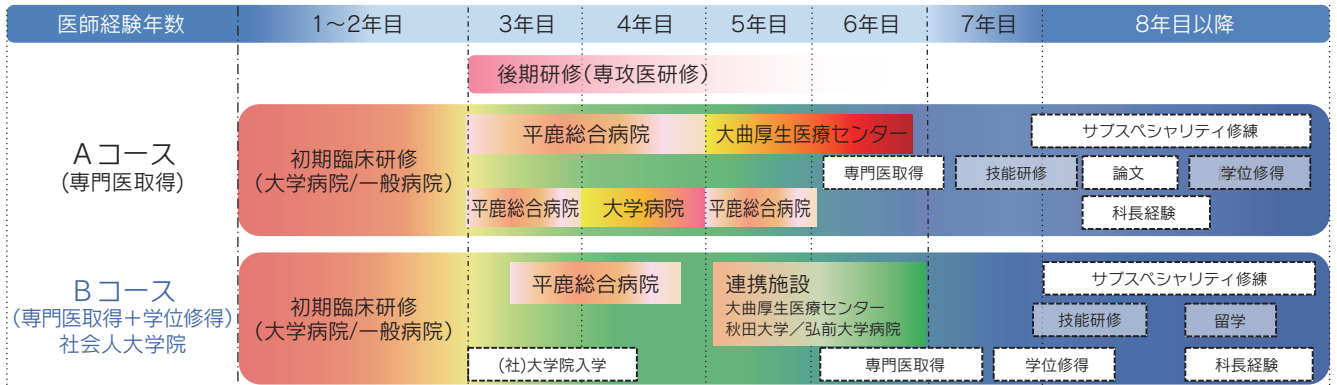 医師経験年数
1～2年目
3年目
4年目
5年目
6年目
7年目
8年目以降
後期研修(専攻医研修)
Aコース
(専門医取得)
初期臨床研修
(大学病院/一般病院)
平鹿総合病院
大曲厚生医療センター
サブスペシャリティ修練
専門医取得
技能研修
論文
学位修得
平鹿総合病院
大学病院
平鹿総合病院
科長経験
Bコース
(専門医取得＋学位修得)
社会人大学院
初期臨床研修
(大学病院/一般病院)
平鹿総合病院
連携施設
大曲厚生医療センター
秋田大学／弘前大学病院
サブスペシャリティ修練
技能研修
留学
(社)大学院入学
専門医取得
学位修得
科長経験